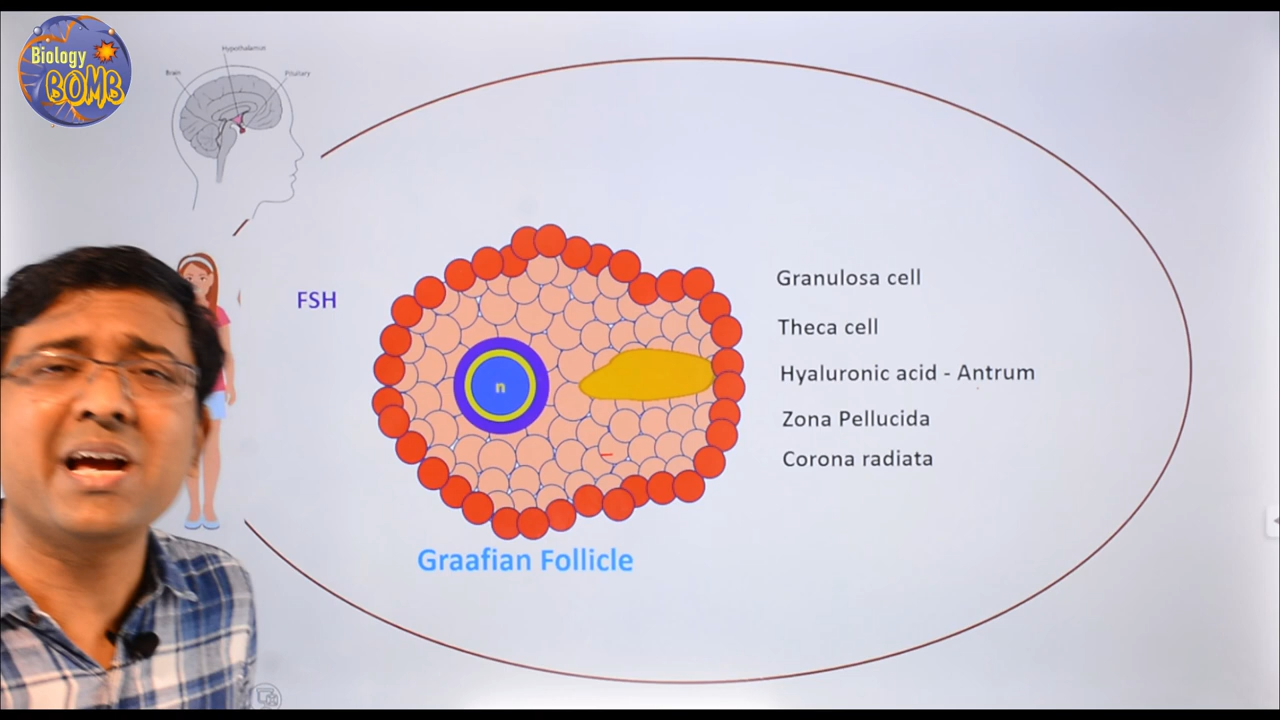 Biology
BOMB
Hypothalamus
Brain
Pituitary
FSH
n
Granulosa cell
Theca cell
Hyaluronic acid - Antrum
Zona Pellucida
Corona radiata
Graafian Follicle